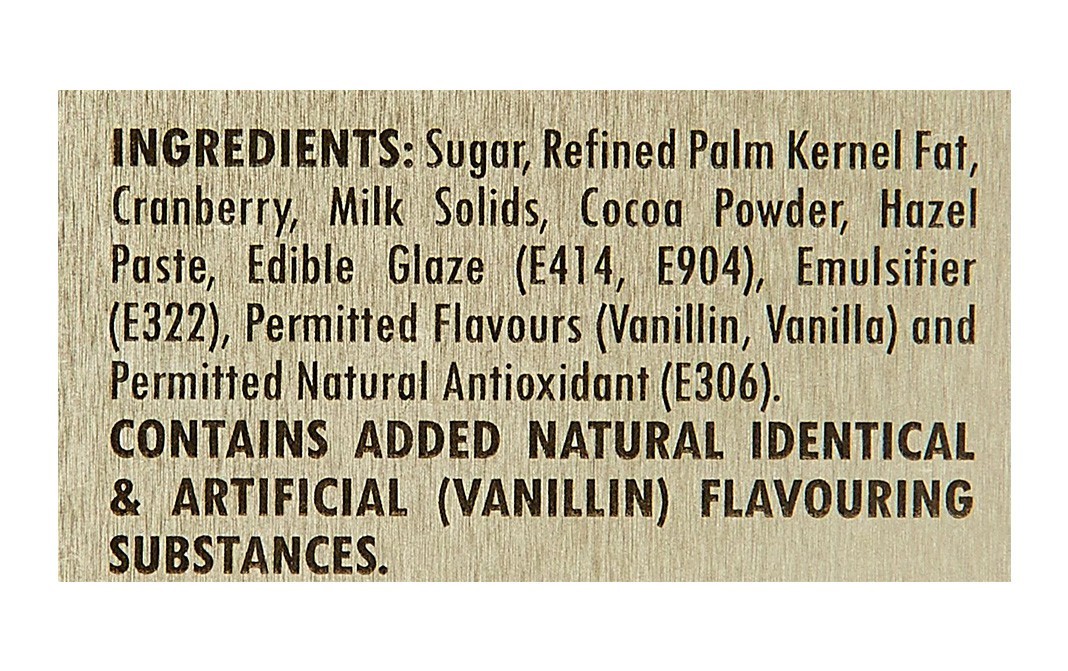 INGREDIENTS: Sugar, Refined Palm Kernel Fat,
Cranberry, Milk Solids, Cocoa Powder, Hazel
Paste, Edible Glaze (E414, E904), Emulsifier
(E322), Permitted Flavours (Vanillin, Vanilla) and
Permitted Natural Antioxidant (E306).
CONTAINS ADDED NATURAL IDENTICAL
& ARTIFICIAL (VANILLIN) FLAVOURING
SUBSTANCES.